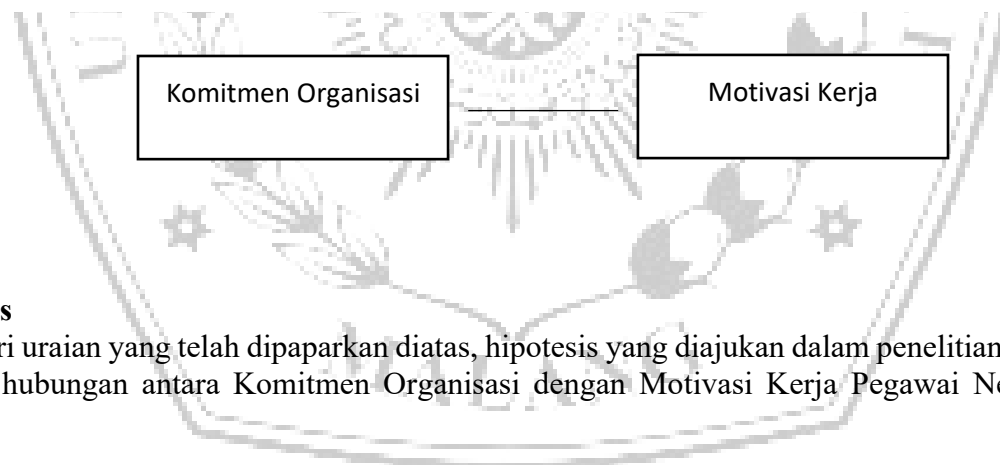 Komitmen Organisasi
Motivasi Kerja
s
ri uraian yang telah dipaparkan diatas, hipotesis yang diajukan dalam penelitian
hubungan antara Komitmen Organisasi dengan Motivasi Kerja Pegawai Ne
MALANG